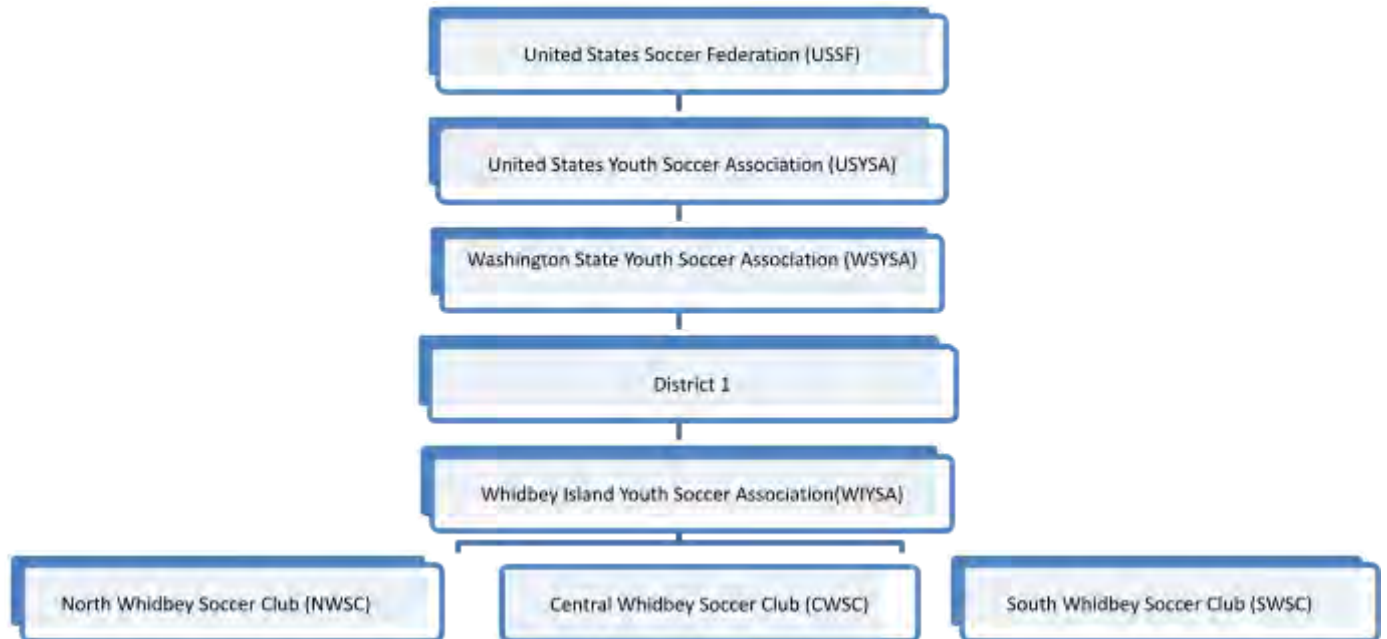 United States Soccer Federation (USSF)
United States Youth Soccer Association (USYSA)
Washington State Youth Soccer Association (WSYSA)
District 1
Whidbey Island Youth Soccer Association(WIYSA)
North Whidbey Soccer Club (NWSC)
Central Whidbey Soccer Club (CWSC)
South Whidbey Soccer Club (SWSC)